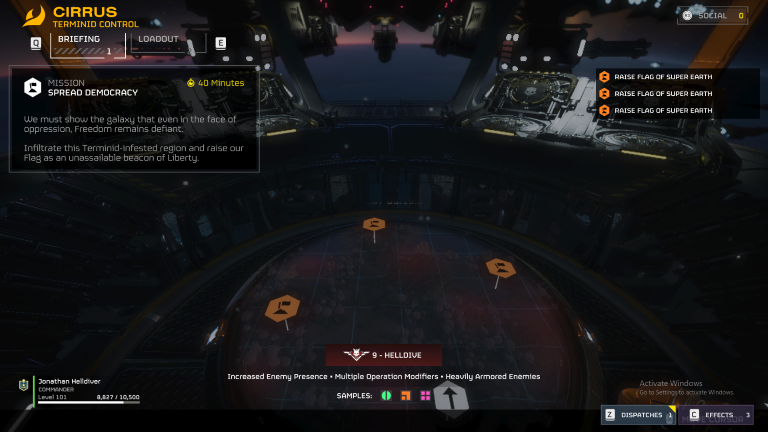 CIRRUS
TERMINID CONTROL
SOCIAL 0
Q BRIEFING LOADOUT E
1
MISSION 40 Minutes
SPREAD DEMOCRACY
We must show the galaxy that even in the face of
oppression, Freedom remains defiant.
Infiltrate this Terminid-infested region and raise our
Flag as an unassailable beacon of Liberty.
RAISE FLAG OF SUPER EARTH
RAISE FLAG OF SUPER EARTH
RAISE FLAG OF SUPER EARTH
9 - HELLDIVE
Increased Enemy Presence • Multiple Operation Modifiers • Heavily Armored Enemies
SAMPLES:
Jonathan Helldiver
COMMANDER
Level 101 8,827 / 10,500
Activate Windows
Go to Settings to activate Windows.
Z DISPATCHES 1 C EFFECTS 3
MOVE CURSOR